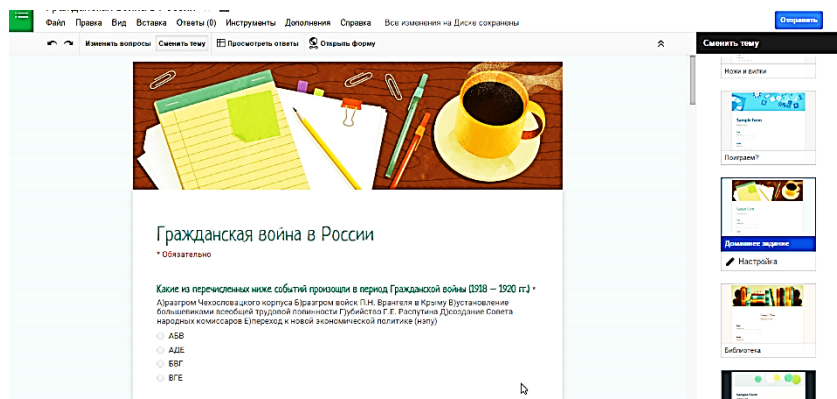 Файл Правка Вид Вставка Ответы (0) Инструменты Дополнения Справка Все изменения на Диске сохранены
Отправить
Изменить вопросы Сменить тему Просмотреть ответы Открыть форму
Сменить тему
Ножи и вилки
Sample Form
Поиграем?
Домашнее задание
Настройка
Библиотека
Sample Form
Гражданская война в России
* Обязательно
Какие из перечисленных ниже событий произошли в период Гражданской войны (1918 – 1920 гг.) *
А)разгром Чехословацкого корпуса Б)разгром войск П.Н. Врангеля в Крыму В)установление
большевиками всеобщей трудовой повинности Г)убийство Г.Е. Распутина Д)создание Совета
народных комиссаров Е)переход к новой экономической политике (нэпу)
АБВ
АДЕ
БВГ
ВГЕ